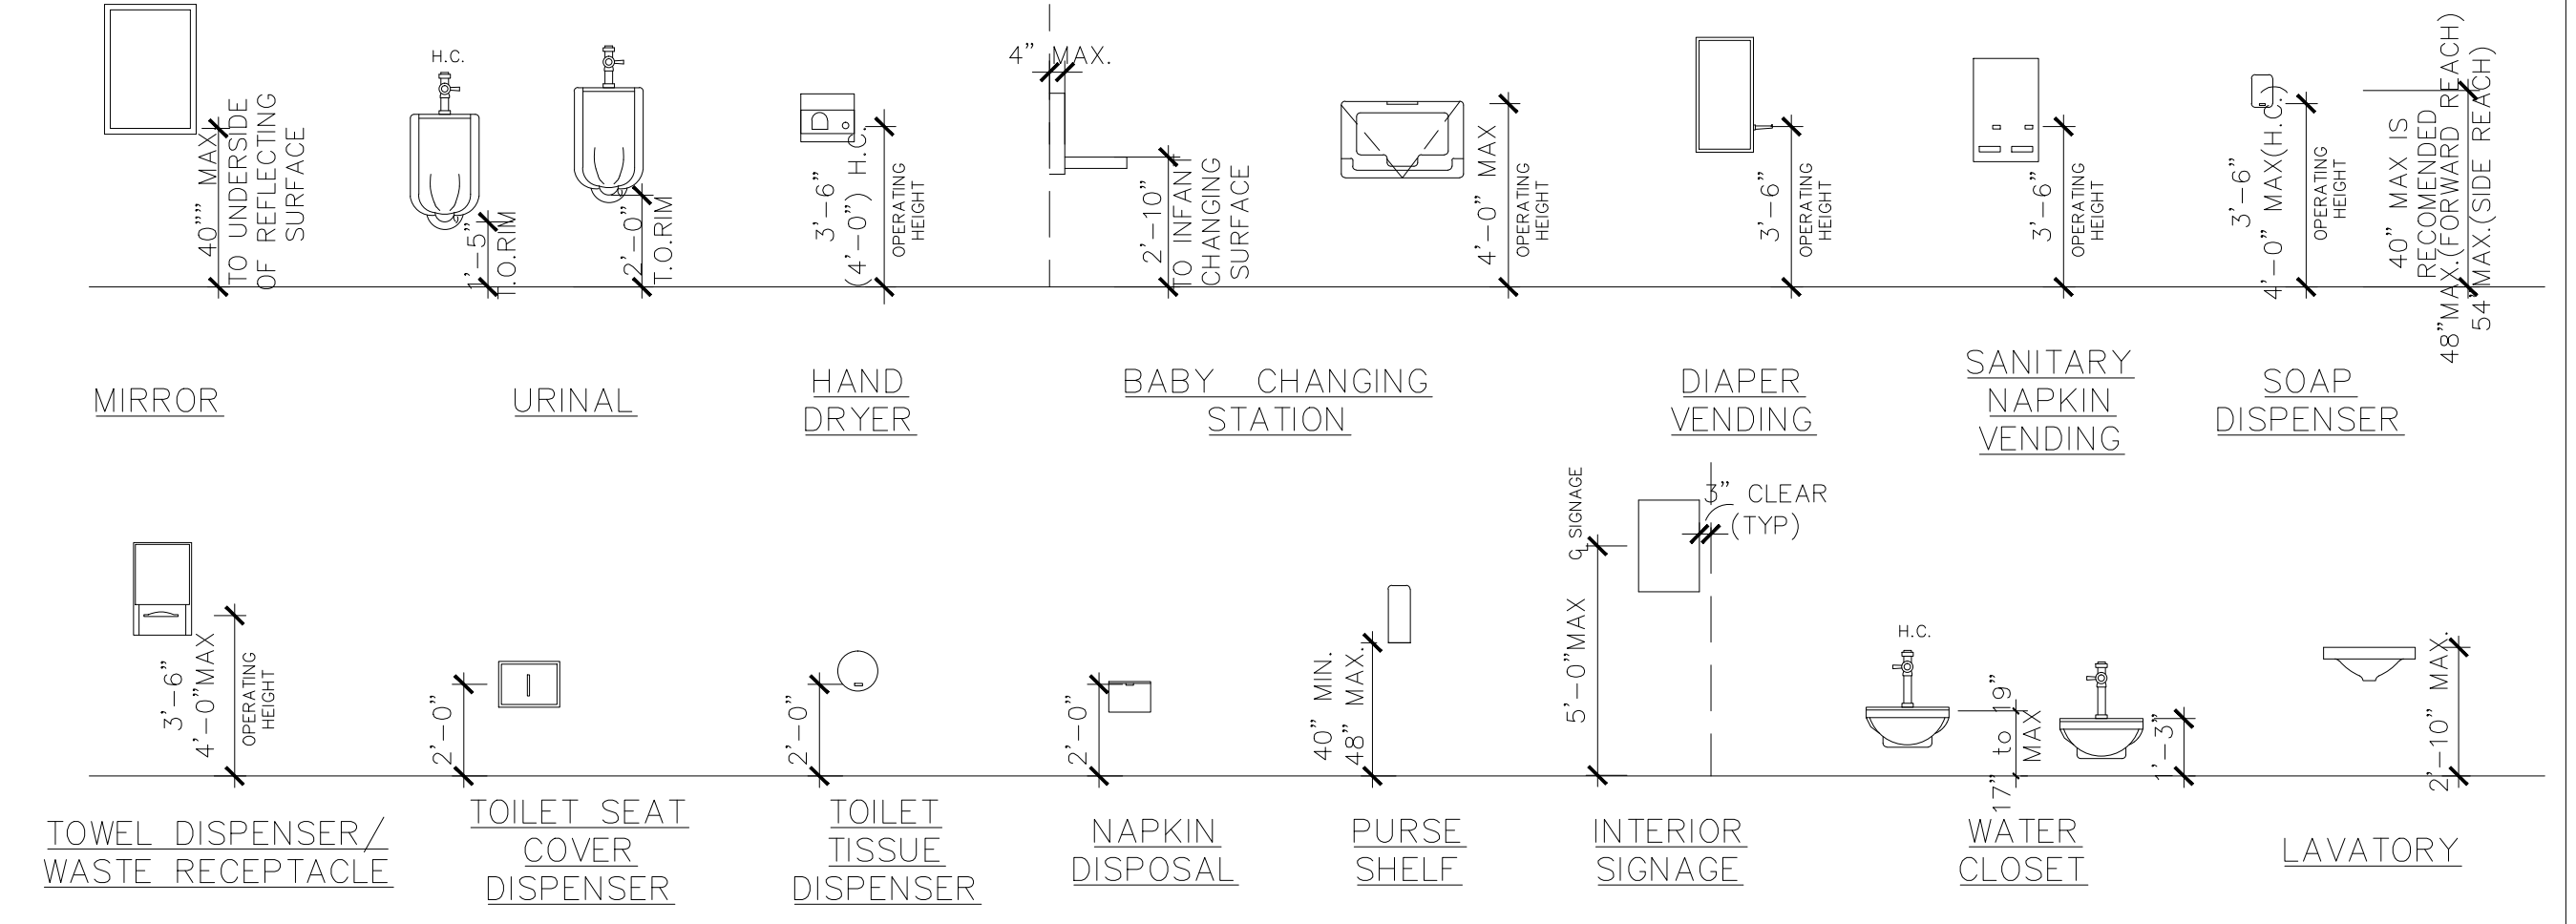 40"" MAX
TO UNDERSIDE
OF REFLECTING
SURFACE
MIRROR
H.C.
1'-5"
T.O.RIM
2'-0"
T.O.RIM
URINAL
3'-6"
(4'-0") H.C.
OPERATING
HEIGHT
HAND
DRYER
4" MAX.
2'-10"
TO INFAN
CHANGING
SURFACE
4'-0" MAX
OPERATING
HEIGHT
BABY CHANGING
STATION
3'-6"
OPERATING
HEIGHT
DIAPER
VENDING
3'-6"
OPERATING
HEIGHT
SANITARY
NAPKIN
VENDING
3'-6"
4'-0" MAX(H.C.)
OPERATING
HEIGHT
40" MAX IS
RECOMENDED
48"MAX.(FORWARD REACH)
54"MAX.(SIDE REACH)
SOAP
DISPENSER
3'-6"
4'-0"MAX
OPERATING
HEIGHT
TOWEL DISPENSER/
WASTE RECEPTACLE
2'-0"
TOILET SEAT
COVER
DISPENSER
2'-0"
TOILET
TISSUE
DISPENSER
2'-0"
NAPKIN
DISPOSAL
40" MIN.
48" MAX.
PURSE
SHELF
℄ SIGNAGE
5'-0"MAX
3" CLEAR
(TYP)
INTERIOR
SIGNAGE
H.C.
17" to 19"
MAX
1'-3"
WATER
CLOSET
2'-10" MAX.
LAVATORY